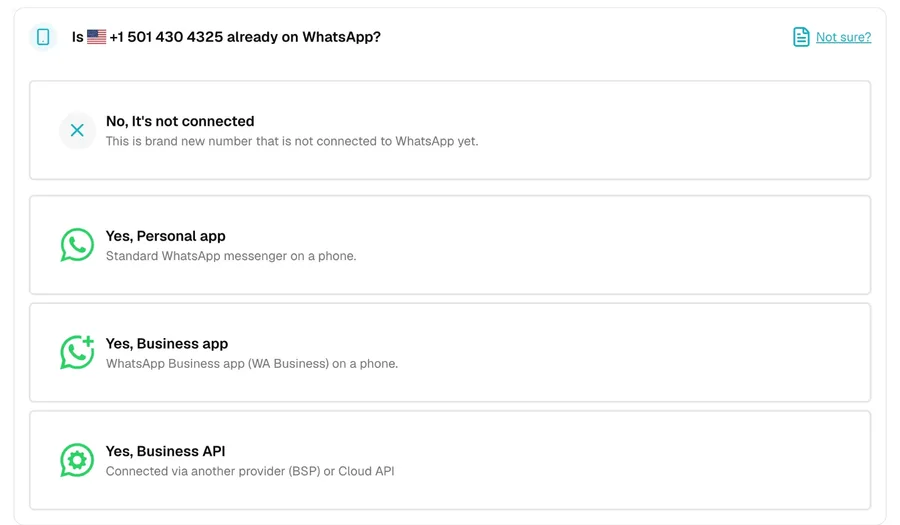 Is 🇺🇸 +1 501 430 4325 already on WhatsApp?
Not sure?
No, It's not connected
This is brand new number that is not connected to WhatsApp yet.
Yes, Personal app
Standard WhatsApp messenger on a phone.
Yes, Business app
WhatsApp Business app (WA Business) on a phone.
Yes, Business API
Connected via another provider (BSP) or Cloud API